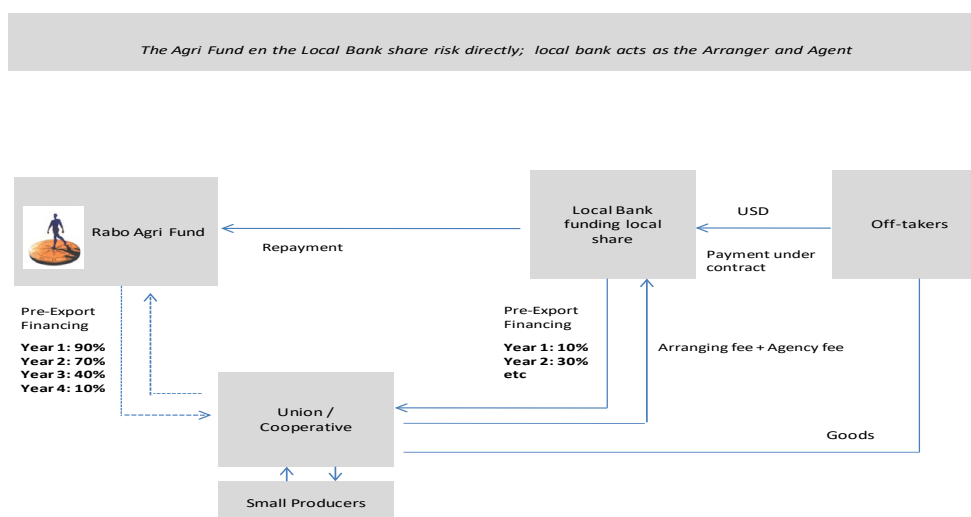 The Agri Fund en the Local Bank share risk directly; local bank acts as the Arranger and Agent
Rabo Agri Fund
Repayment
Local Bank
funding local
share
USD
Payment under
contract
Off-takers
Pre-Export
Financing
Year 1: 90%
Year 2: 70%
Year 3: 40%
Year 4: 10%
Pre-Export
Financing
Year 1: 10%
Year 2: 30%
etc
Arranging fee + Agency fee
Union /
Cooperative
Goods
Small Producers